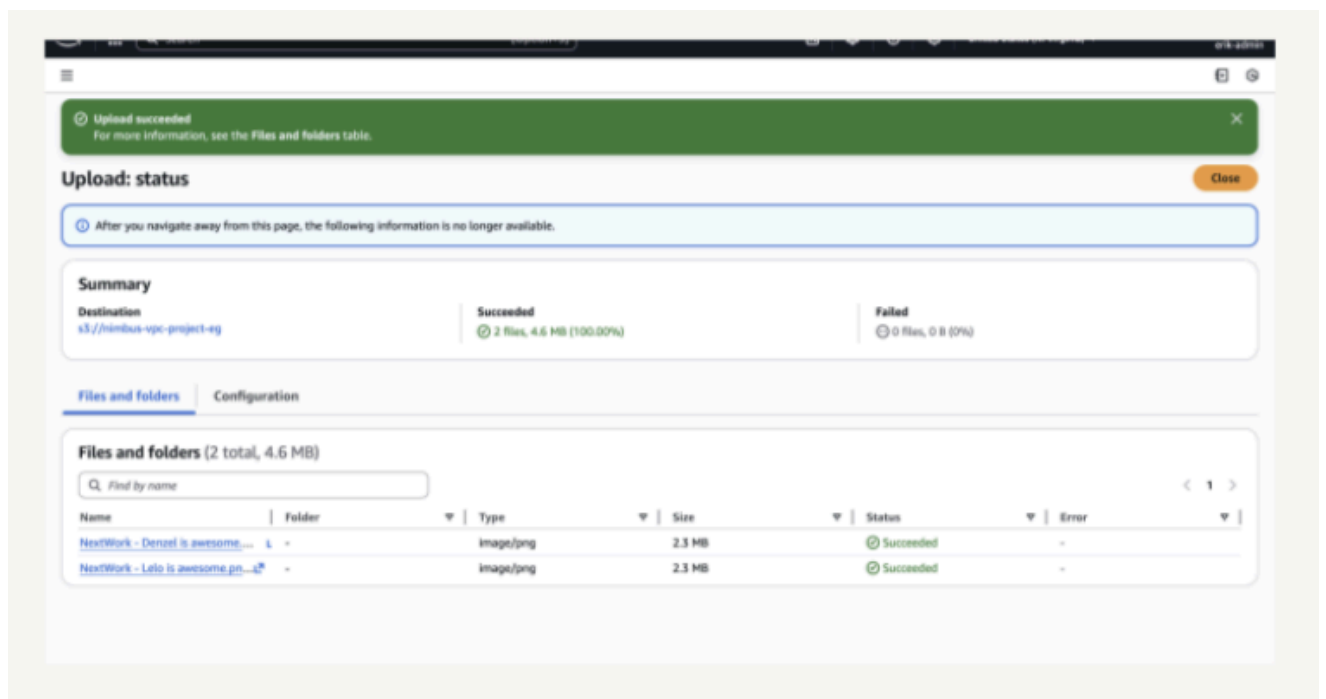 erik-admin
Upload succeeded
For more information, see the Files and folders table.
Upload: status
Close
After you navigate away from this page, the following information is no longer available.
Summary
Destination
s3://nimbus-vpc-project-eg
Succeeded
2 files, 4.6 MB (100.00%)
Failed
0 files, 0 B (0%)
Files and folders Configuration
Files and folders (2 total, 4.6 MB)
Find by name
1
Name Folder Type Size Status Error
NextWork - Denzel is awesome.... - image/png 2.3 MB Succeeded -
NextWork - Lelo is awesome.pn... - image/png 2.3 MB Succeeded -